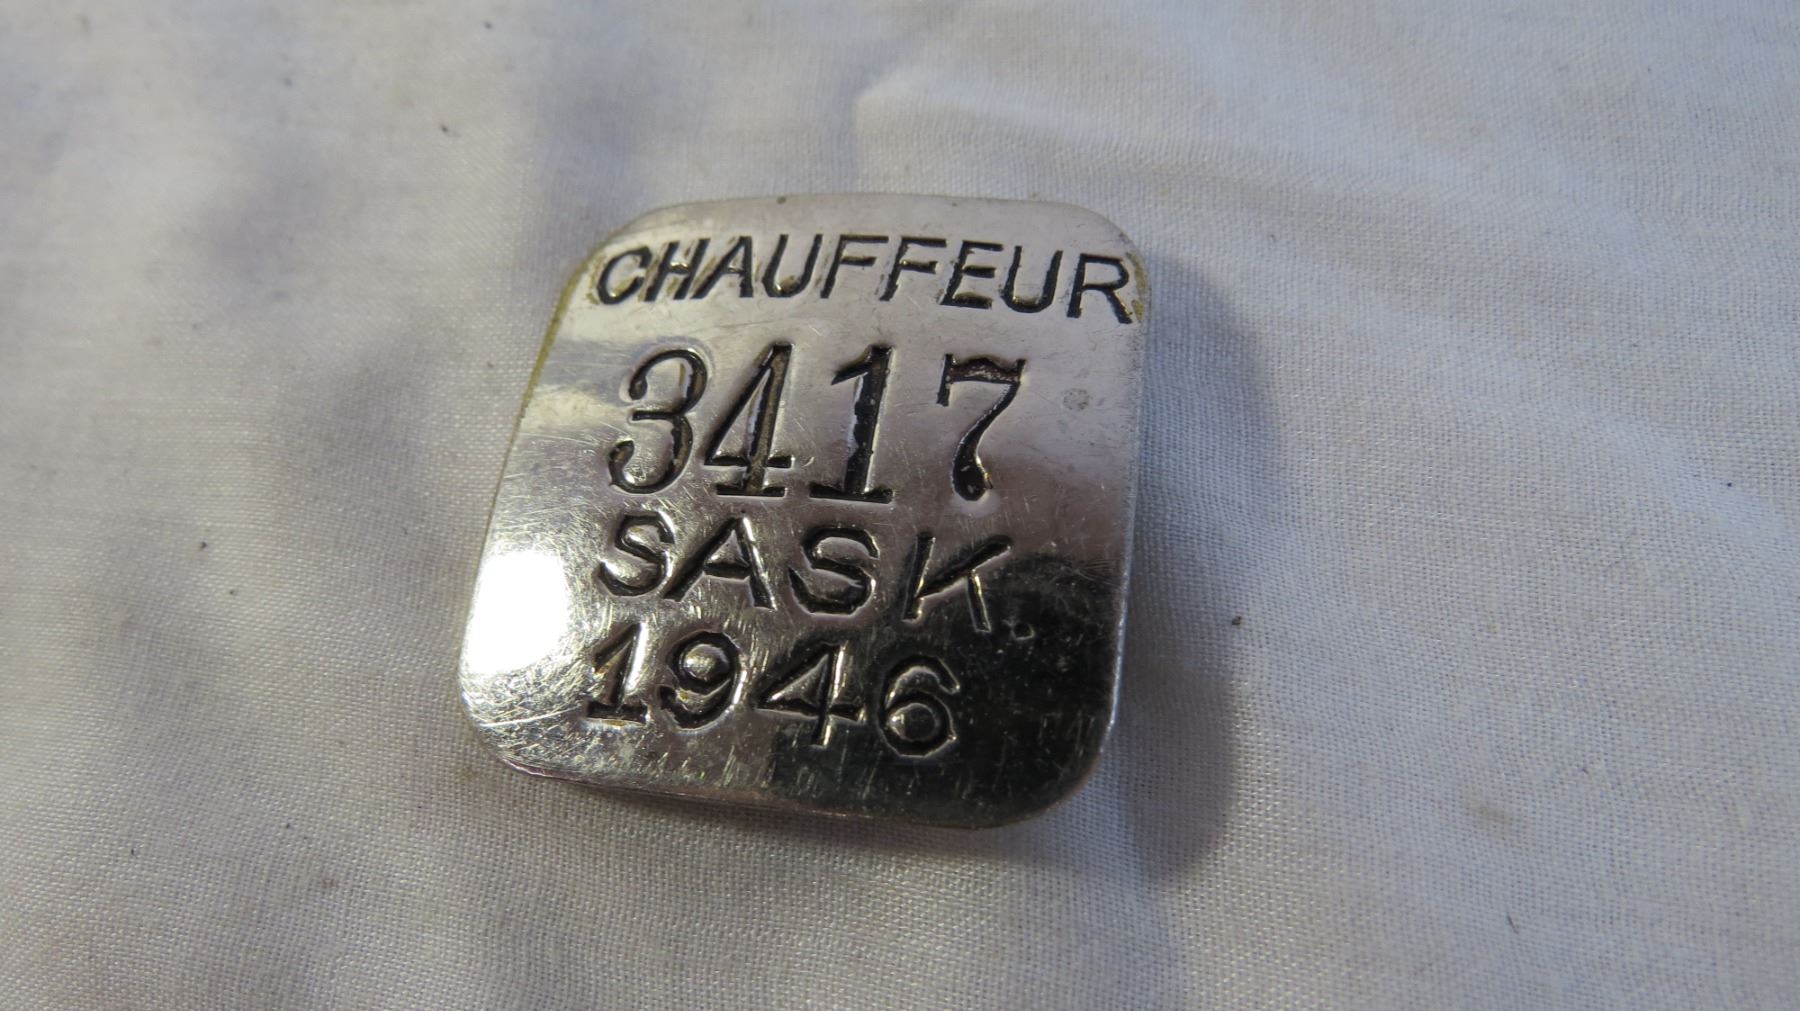 CHAUFFEUR
3417
SASK.
1946